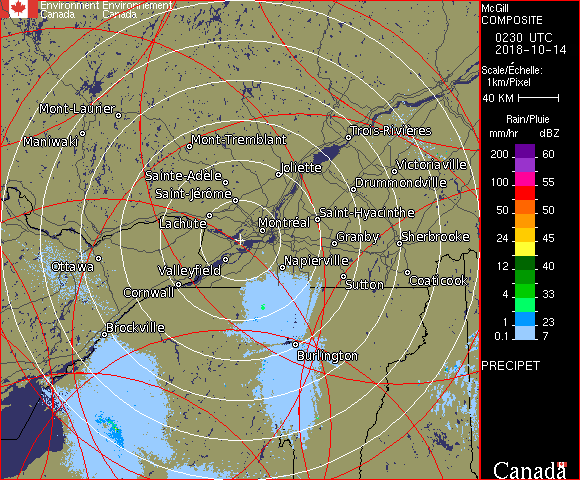 Environment Environnement
Canada Canada
McGill
COMPOSITE
0230 UTC
2018-10-14
Scale/Échelle:
1km/Pixel
40 KM
Rain/Pluie
mm/hr dBZ
200 60
150 57
100 55
50 50
24 45
12 40
4 33
1 23
0.1 7
PRECIPET
Canada
Mont-Laurier
Maniwaki
Mont-Tremblant
Trois-Rivières
Joliette
Victoriaville
Sainte-Adèle
Drummondville
Saint-Jérôme
Saint-Hyacinthe
Lachute
Montréal
Granby
Sherbrooke
Ottawa
Valleyfield
Napierville
Sutton
Coaticook
Cornwall
Brockville
Burlington